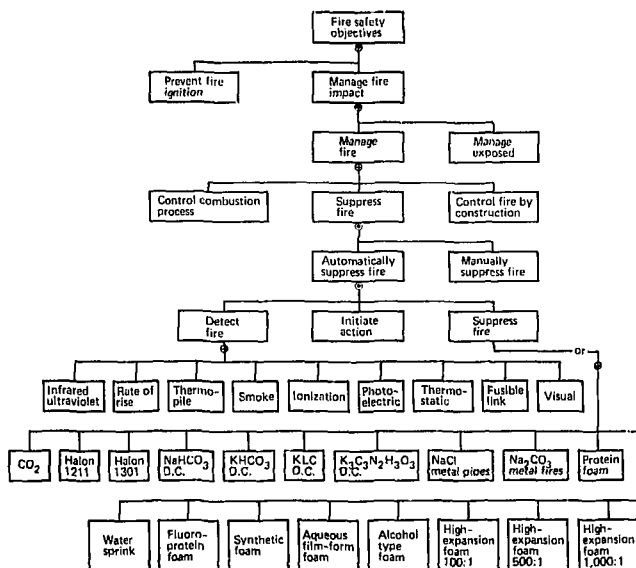 Fire safety
objectives
Prevent fire
ignition
Manage fire
impact
Manage
fire
Manage
exposed
Control combustion
process
Suppress
fire
Control fire by
construction
Automatically
suppress fire
Manually
suppress fire
Detect
fire
Initiate
action
Suppress
fire
or
Infrared
ultraviolet
Rate of
rise
Thermo-
pile
Smoke
Ionization
Photo-
electric
Thermo-
static
Fusible
link
Visual
CO2
Halon
1211
Halon
1301
NaHCO3
D.C.
KHCO3
D.C.
KLC
D.C.
K3C3N2H3O3
D.C.
NaCl
metal pipes
Na2CO3
metal fires
Protein
foam
Water
sprink
Fluoro-
protein
foam
Synthetic
foam
Aqueous
film-form
foam
Alcohol
type
foam
High-
expansion
foam
100:1
High-
expansion
foam
500:1
High-
expansion
foam
1,000:1